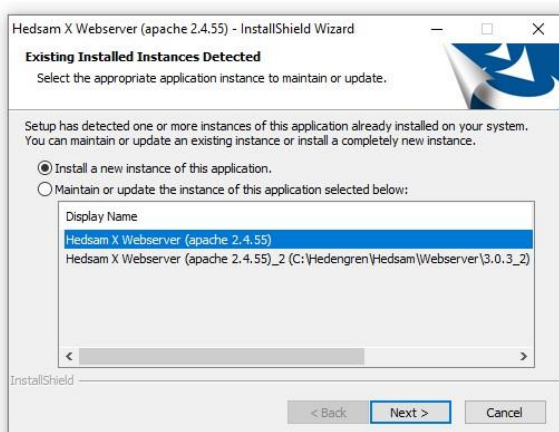 Hedsam X Webserver (apache 2.4.55) - InstallShield Wizard
Existing Installed Instances Detected
Select the appropriate application instance to maintain or update.
Setup has detected one or more instances of this application already installed on your system.
You can maintain or update an existing instance or install a completely new instance.
Install a new instance of this application.
Maintain or update the instance of this application selected below:
Display Name
Hedsam X Webserver (apache 2.4.55)
Hedsam X Webserver (apache 2.4.55)_2 (C:\Hedengren\Hedsam\Webserver\3.0.3_2)
InstallShield
< Back Next > Cancel